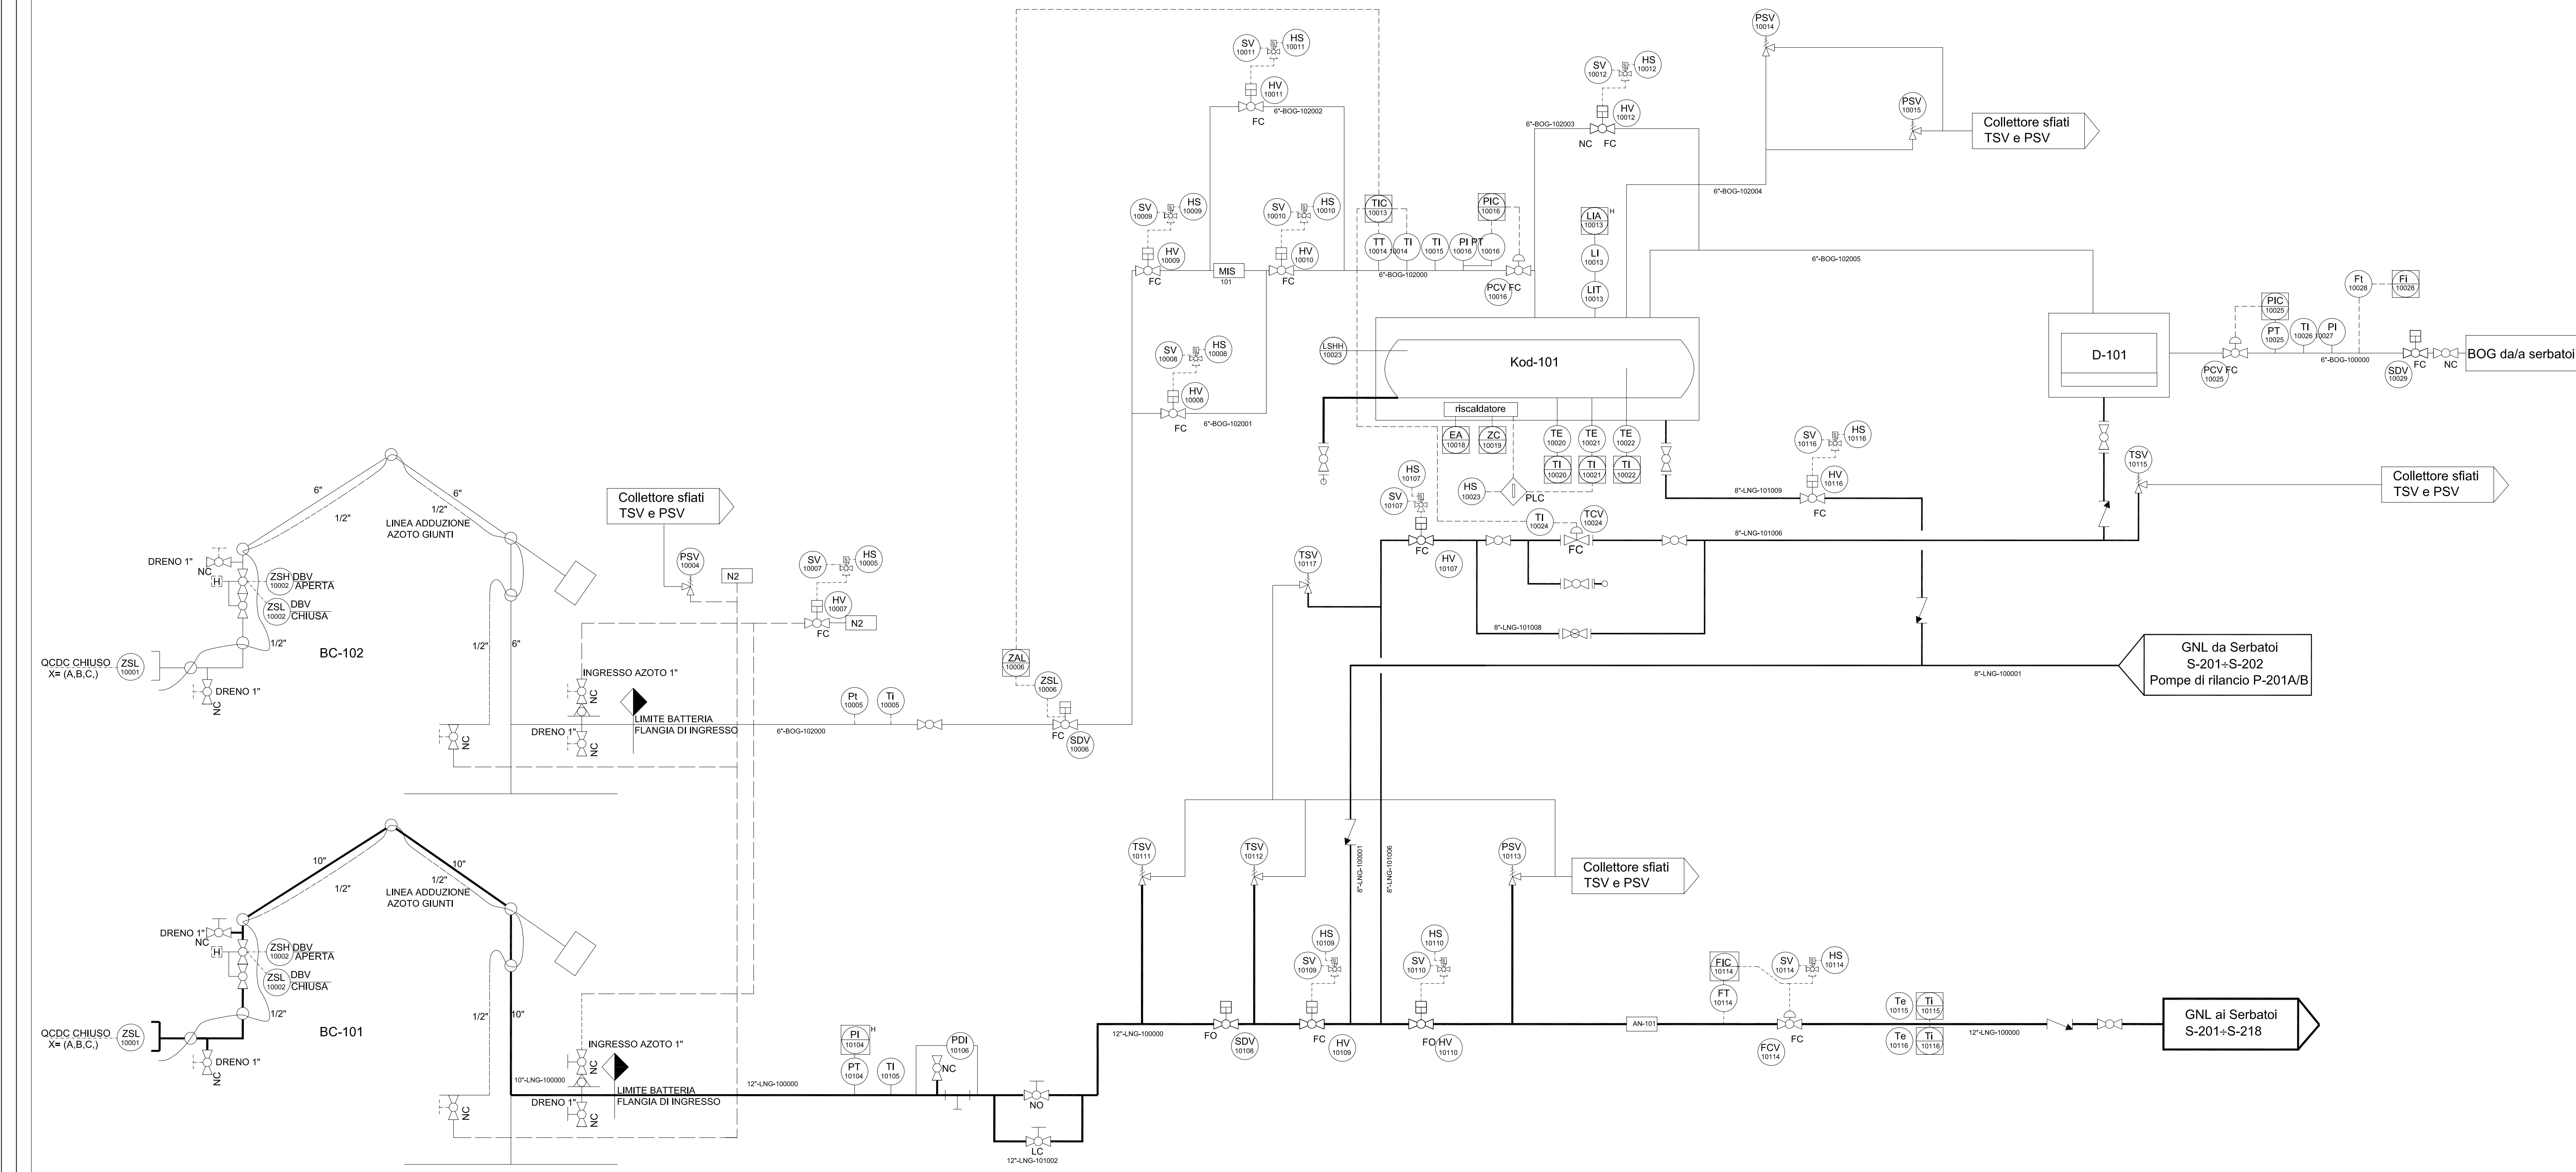 PSV
10014
SV
10011
HS
10011
HV
10011
6"-BOG-102002
FC
SV
10012
HS
10012
HV
10012
6"-BOG-102003
NC
FC
PSV
10015
Collettore sfiati
TSV e PSV
6"-BOG-102004
SV
10009
HS
10009
HV
10009
FC
MIS
101
SV
10010
HS
10010
HV
10010
FC
TIC
10013
TT
10014
TI
10014
TI
10015
PI
10016
PT
10016
PIC
10016
6"-BOG-102000
PCV
10016
FC
LIA
10013
H
LI
10013
LIT
10013
6"-BOG-102005
SV
10008
HS
10008
HV
10008
FC
6"-BOG-102001
LSHH
10023
Kod-101
riscaldatore
EA
10018
ZC
10019
TE
10020
TE
10021
TE
10022
TI
10020
TI
10021
TI
10022
HS
10023
PLC
D-101
PIC
10025
PT
10025
TI
10026
PI
10027
Ft
10028
Fi
10028
PCV
10025
FC
6"-BOG-100000
SDV
10029
FC
NC
BOG da/a serbatoi
SV
10116
HS
10116
HV
10116
FC
8"-LNG-101009
TSV
10115
Collettore sfiati
TSV e PSV
HS
10107
SV
10107
FC
HV
10107
TI
10024
TCV
10024
FC
8"-LNG-101006
8"-LNG-101008
TSV
10117
GNL da Serbatoi
S-201÷S-202
Pompe di rilancio P-201A/B
8"-LNG-100001
6"
6"
1/2"
1/2"
LINEA ADDUZIONE
AZOTO GIUNTI
DRENO 1"
NC
H
ZSH
10002
DBV
APERTA
ZSL
10002
DBV
CHIUSA
1/2"
BC-102
1/2"
6"
QCDC CHIUSO
X= (A,B,C,)
ZSL
10001
DRENO 1"
NC
NC
Collettore sfiati
TSV e PSV
PSV
10004
N2
SV
10007
HS
10005
HV
10007
FC
N2
INGRESSO AZOTO 1"
NC
DRENO 1"
NC
LIMITE BATTERIA
FLANGIA DI INGRESSO
6"-BOG-102000
Pt
10005
Ti
10005
ZAL
10006
ZSL
10006
FC
SDV
10006
10"
10"
1/2"
1/2"
LINEA ADDUZIONE
AZOTO GIUNTI
DRENO 1"
NC
H
ZSH
10002
DBV
APERTA
ZSL
10002
DBV
CHIUSA
1/2"
BC-101
1/2"
10"
QCDC CHIUSO
X= (A,B,C,)
ZSL
10001
DRENO 1"
NC
NC
10"-LNG-100000
INGRESSO AZOTO 1"
NC
DRENO 1"
NC
LIMITE BATTERIA
FLANGIA DI INGRESSO
12"-LNG-100000
PI
10104
H
PT
10104
TI
10105
PDI
10106
NC
NO
LC
12"-LNG-101002
TSV
10111
TSV
10112
PSV
10113
Collettore sfiati
TSV e PSV
8"-LNG-100001
8"-LNG-101006
12"-LNG-100000
FO
SDV
10108
HS
10109
SV
10109
FC
HV
10109
HS
10110
SV
10110
FO
HV
10110
AN-101
FIC
10114
FT
10114
SV
10114
HS
10114
FCV
10114
FC
Te
10115
Ti
10115
Te
10116
Ti
10116
12"-LNG-100000
GNL ai Serbatoi
S-201÷S-218